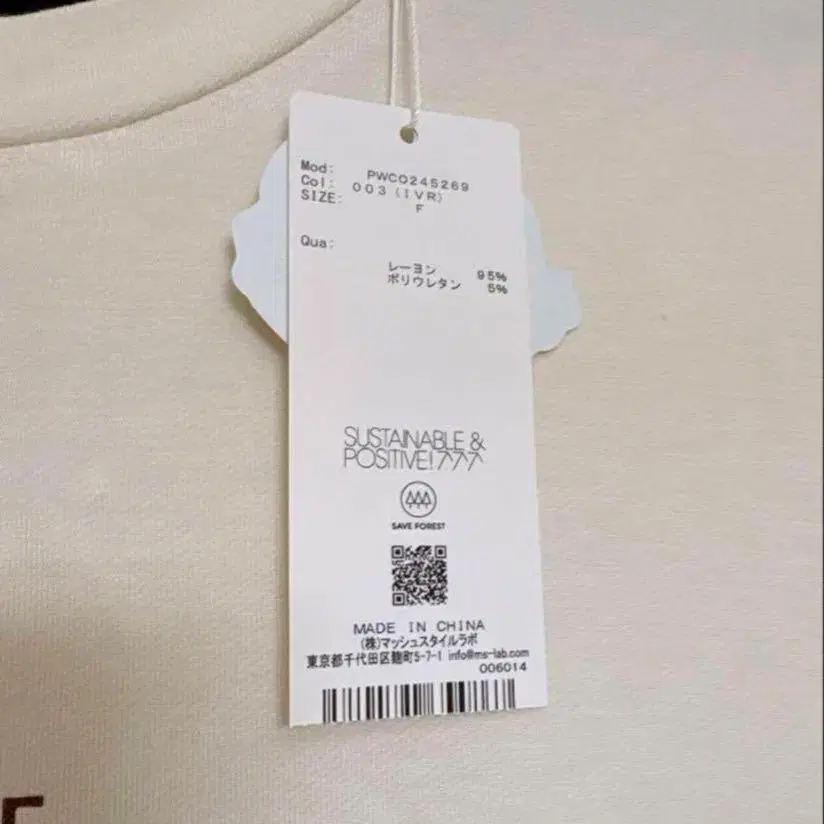 Mod: PWCO245269
Col: 003(IVR)
SIZE: F
Qua:
レーヨン 95%
ポリウレタン 5%
SUSTAINABLE &
POSITIVE!
SAVE FOREST
MADE IN CHINA
(株)マッシュスタイルラボ
東京都千代田区麹町5-7-1 info@ms-lab.com
006014